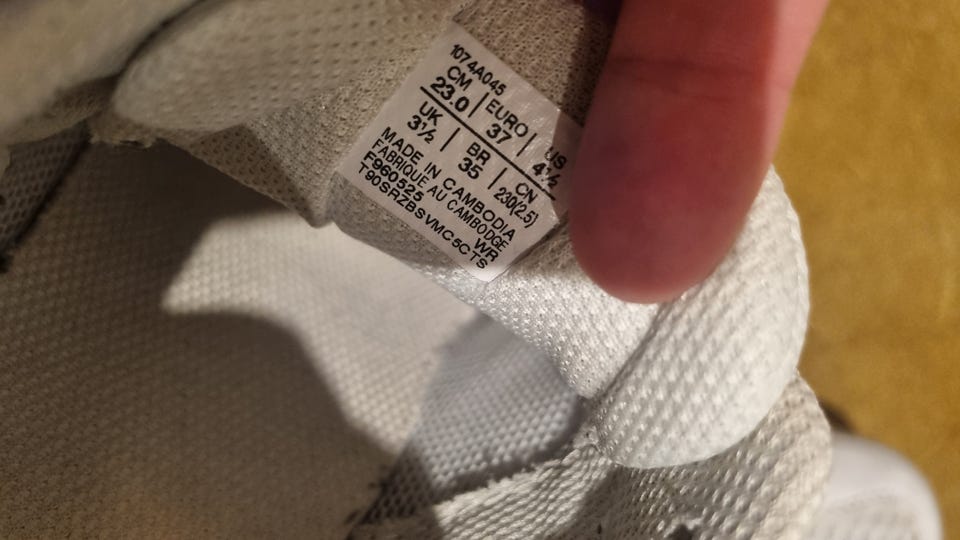 1074A045
CM | EURO | US
23.0 | 37 | 4½
UK | BR | CN
3½ | 35 | 230(2.5)
MADE IN CAMBODIA
FABRIQUE AU CAMBODGE
F960525 WR
T90SRZBSVMC5CTS